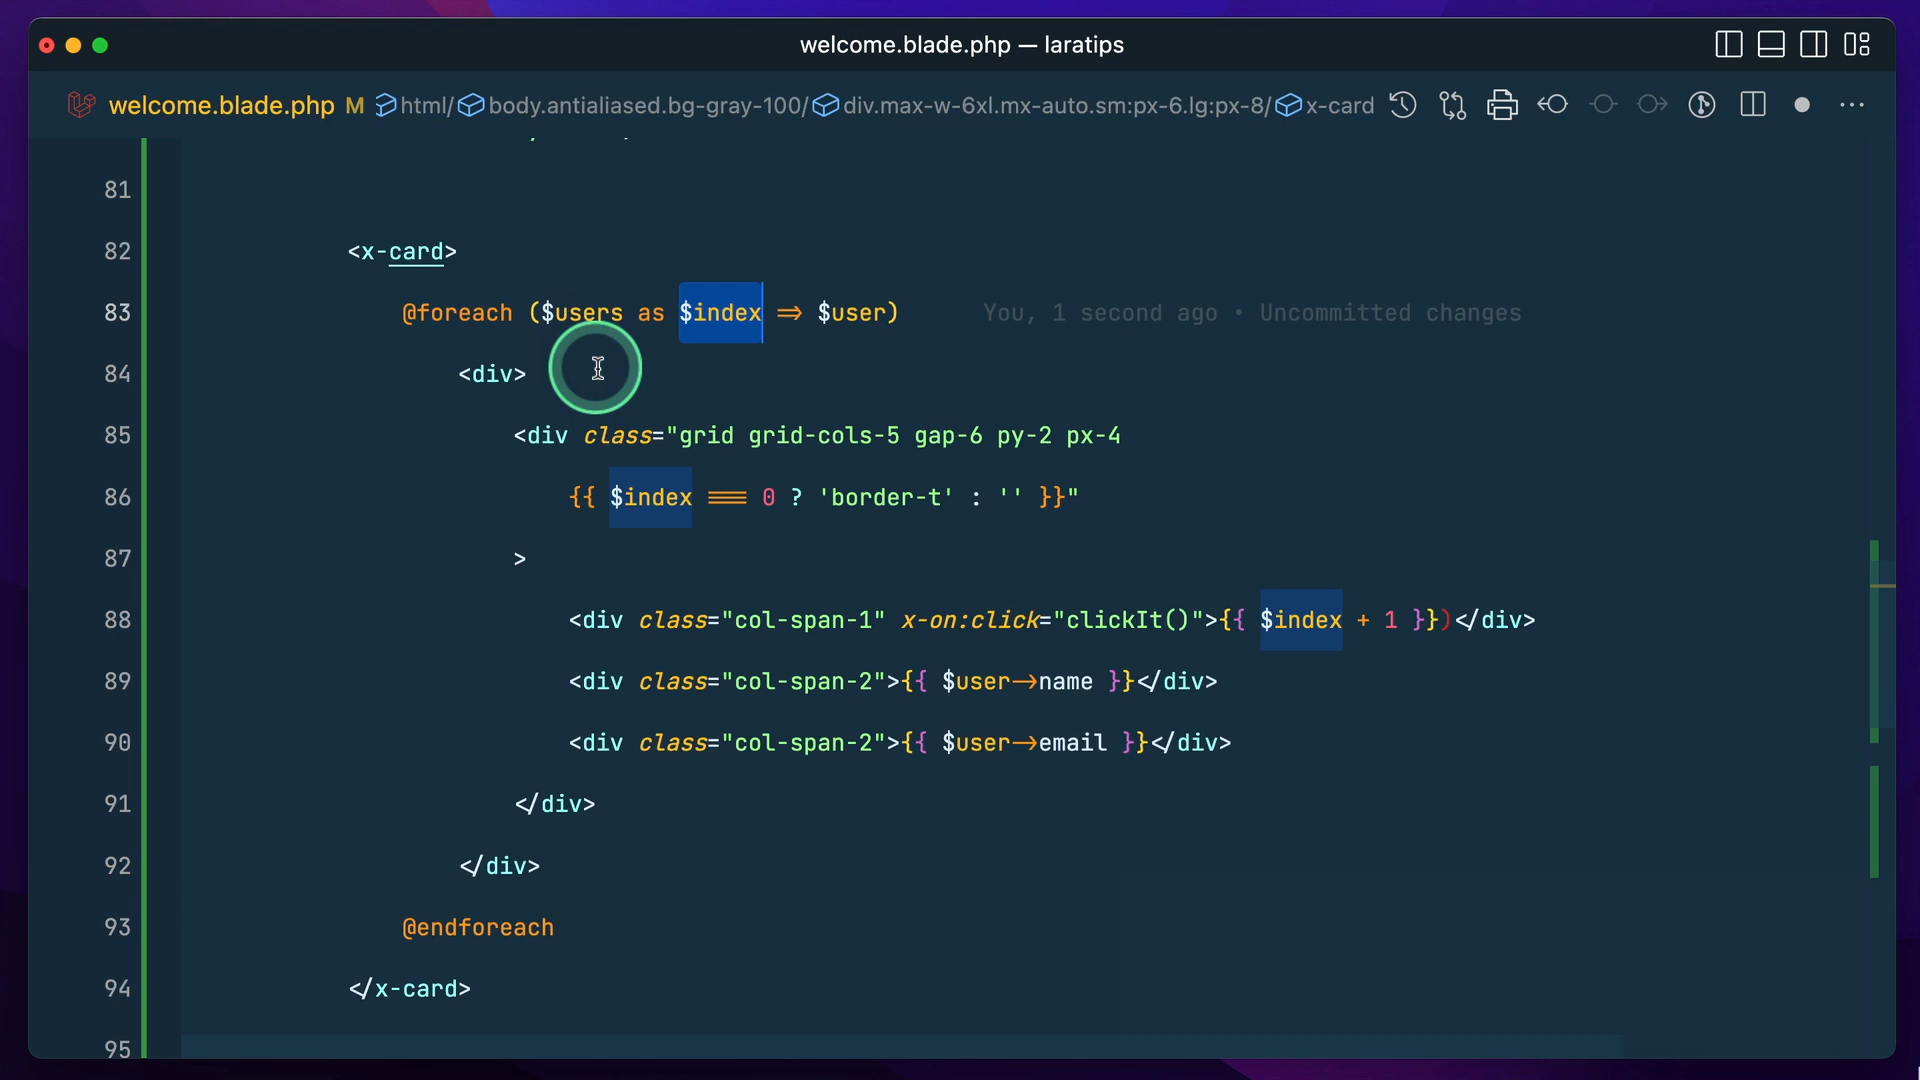 welcome.blade.php — laratips
welcome.blade.php M html/ body.antialiased.bg-gray-100/ div.max-w-6xl.mx-auto.sm:px-6.lg:px-8/ x-card
81
82 <x-card>
83 @foreach ($users as $index => $user) You, 1 second ago • Uncommitted changes
84 <div>
85 <div class="grid grid-cols-5 gap-6 py-2 px-4
86 {{ $index === 0 ? 'border-t' : '' }}"
87 >
88 <div class="col-span-1" x-on:click="clickIt()">{{ $index + 1 }})</div>
89 <div class="col-span-2">{{ $user->name }}</div>
90 <div class="col-span-2">{{ $user->email }}</div>
91 </div>
92 </div>
93 @endforeach
94 </x-card>
95